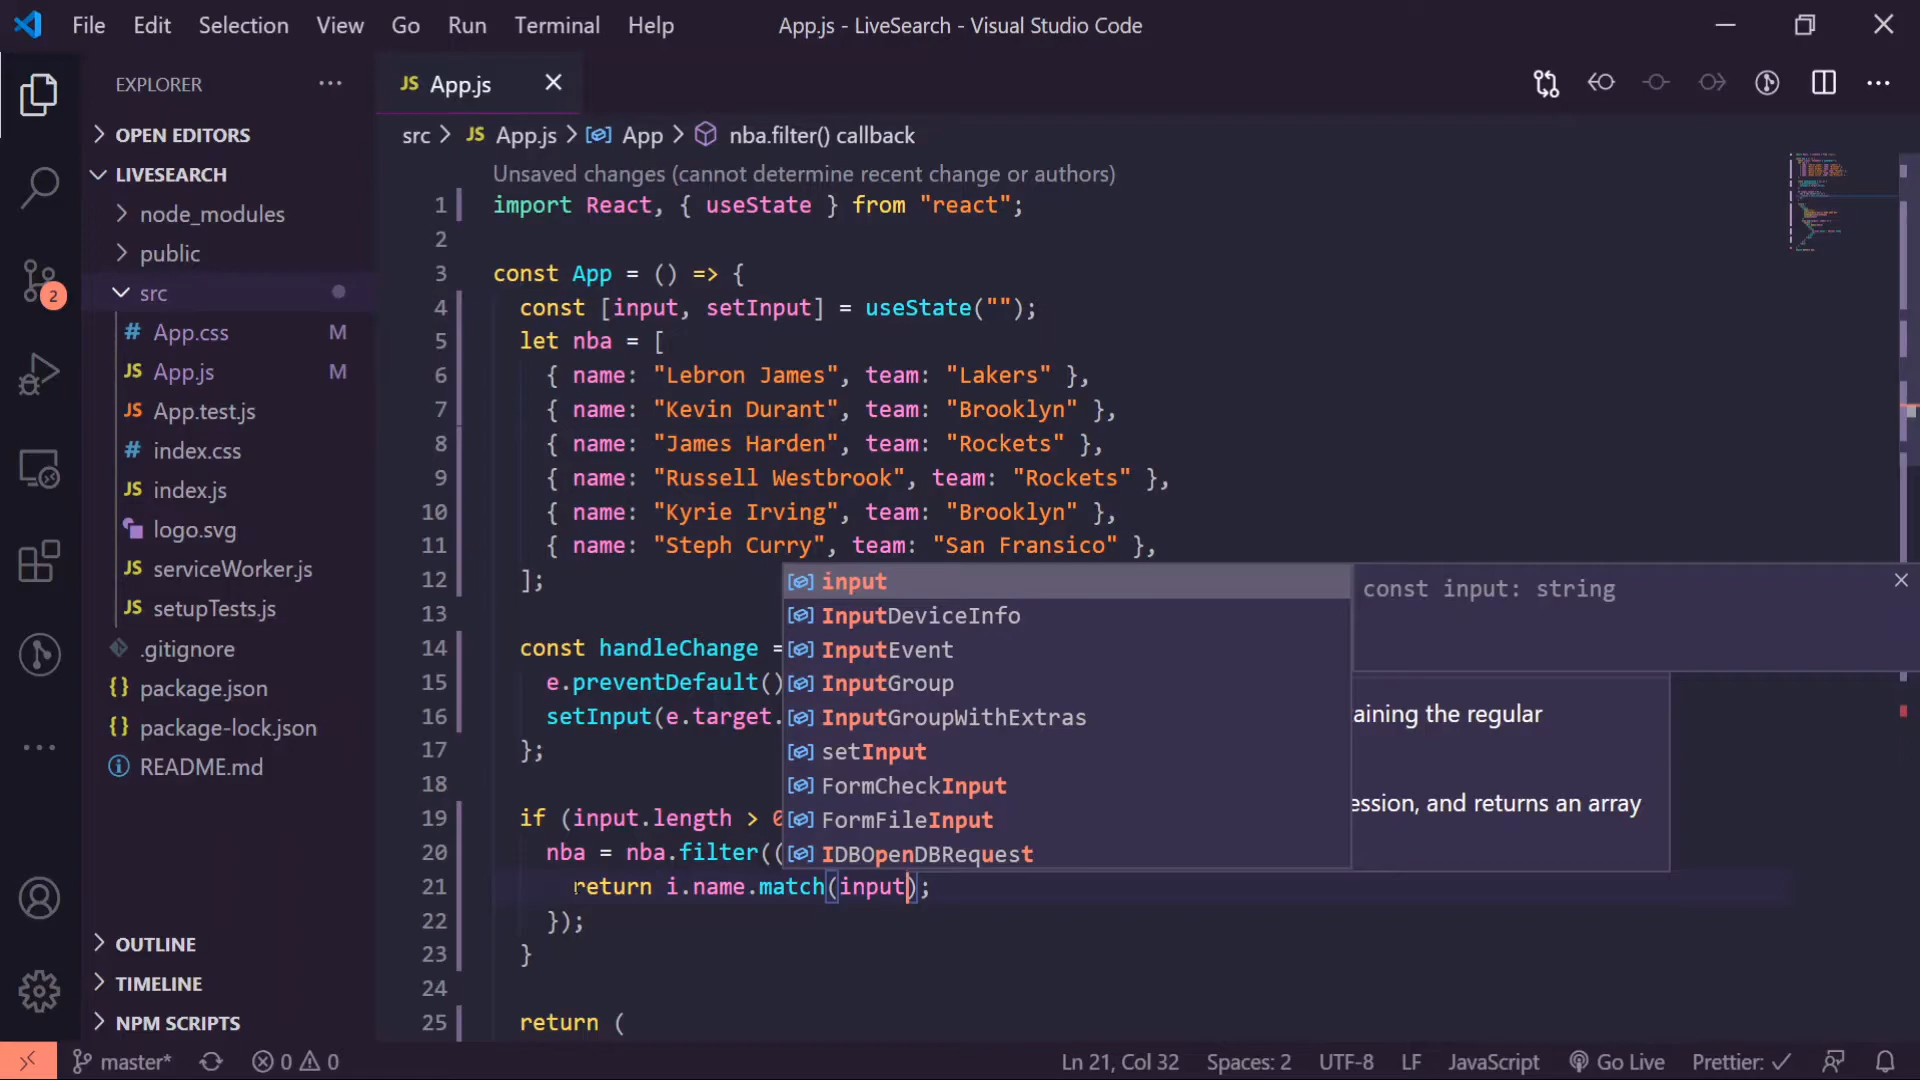 File Edit Selection View Go Run Terminal Help
App.js - LiveSearch - Visual Studio Code
EXPLORER
OPEN EDITORS
LIVESEARCH
node_modules
public
src
# App.css M
JS App.js M
JS App.test.js
# index.css
JS index.js
logo.svg
JS serviceWorker.js
JS setupTests.js
.gitignore
{} package.json
{} package-lock.json
README.md
OUTLINE
TIMELINE
NPM SCRIPTS
2
JS App.js
src > JS App.js > App > nba.filter() callback
Unsaved changes (cannot determine recent change or authors)
1 import React, { useState } from "react";
2
3 const App = () => {
4 const [input, setInput] = useState("");
5 let nba = [
6 { name: "Lebron James", team: "Lakers" },
7 { name: "Kevin Durant", team: "Brooklyn" },
8 { name: "James Harden", team: "Rockets" },
9 { name: "Russell Westbrook", team: "Rockets" },
10 { name: "Kyrie Irving", team: "Brooklyn" },
11 { name: "Steph Curry", team: "San Fransico" },
12 ];
13
14 const handleChange =
15 e.preventDefault()
16 setInput(e.target.
17 };
18
19 if (input.length > 0
20 nba = nba.filter((
21 return i.name.match(input);
22 });
23 }
24
25 return (
input
InputDeviceInfo
InputEvent
InputGroup
InputGroupWithExtras
setInput
FormCheckInput
FormFileInput
IDBOpenDBRequest
const input: string
aining the regular
ession, and returns an array
master* 0 0
Ln 21, Col 32 Spaces: 2 UTF-8 LF JavaScript Go Live Prettier: ✓